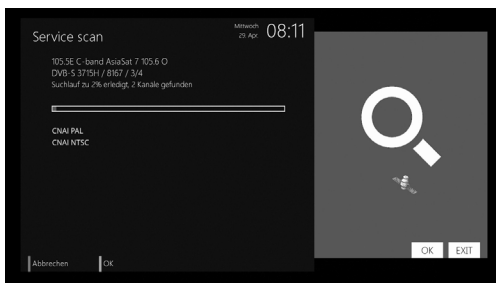 Service scan
Mittwoch
29. Apr.
08:11
105.5E C-band AsiaSat 7 105.6 O
DVB-S 3715H / 8167 / 3/4
Suchlauf zu 2% erledigt, 2 Kanäle gefunden
CNAI PAL
CNAI NTSC
OK EXIT
Abbrechen OK